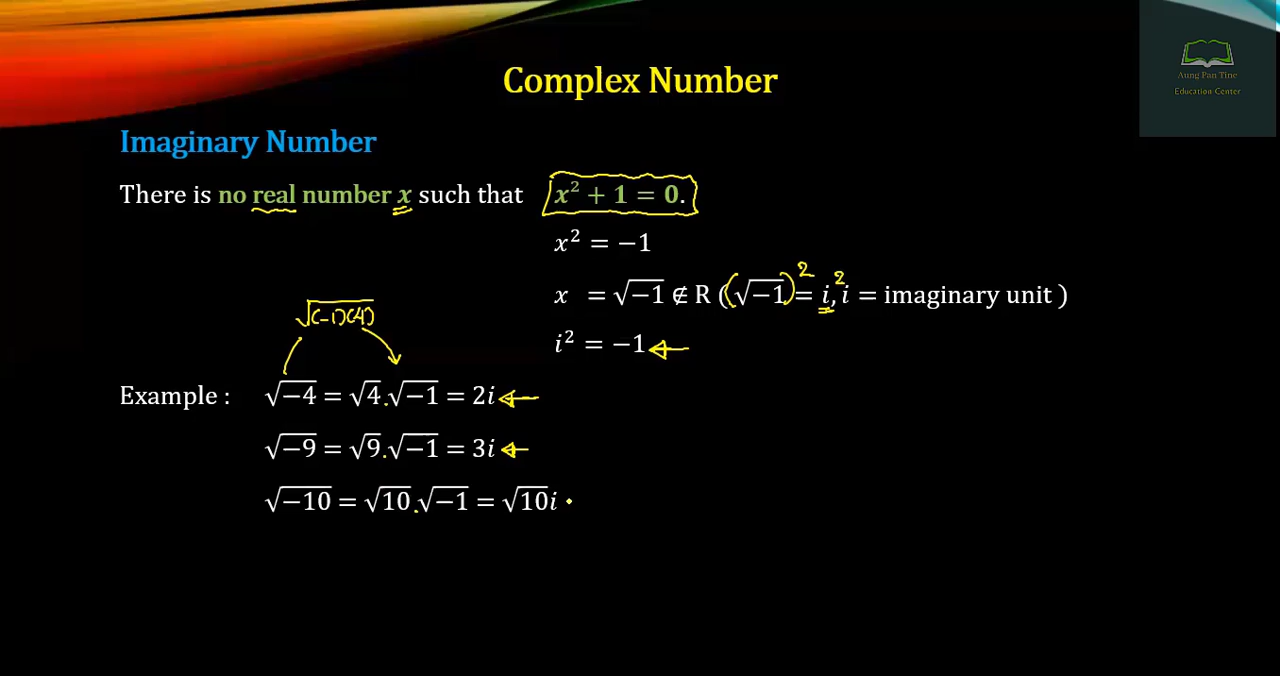 Aung Pan Tine
Education Center
Complex Number
Imaginary Number
There is no real number x such that x² + 1 = 0.
x² = −1
x = √−1 ∉ R ( (√−1)² = i², i = imaginary unit )
i² = −1
√(−1)(4)
Example : √−4 = √4.√−1 = 2i
√−9 = √9.√−1 = 3i
√−10 = √10.√−1 = √10i